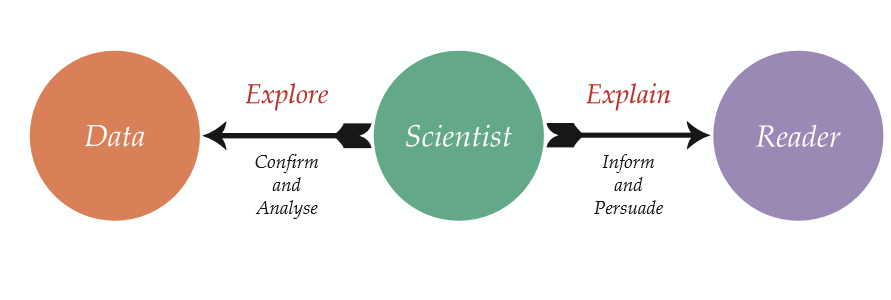 Data
Explore
Confirm
and
Analyse
Scientist
Explain
Inform
and
Persuade
Reader